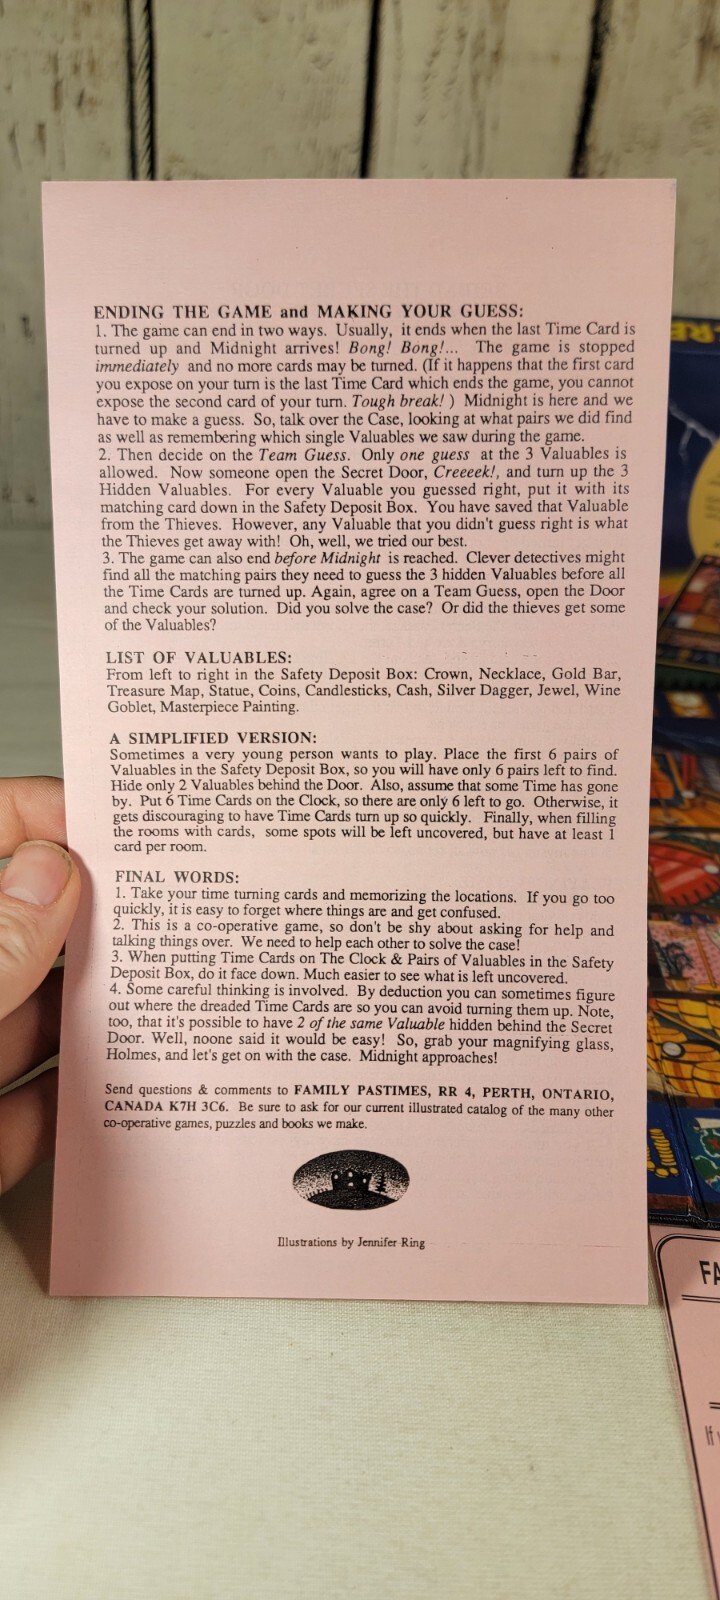 ENDING THE GAME and MAKING YOUR GUESS:
1. The game can end in two ways. Usually, it ends when the last Time Card is
turned up and Midnight arrives! Bong! Bong!... The game is stopped
immediately and no more cards may be turned. (If it happens that the first card
you expose on your turn is the last Time Card which ends the game, you cannot
expose the second card of your turn. Tough break! ) Midnight is here and we
have to make a guess. So, talk over the Case, looking at what pairs we did find
as well as remembering which single Valuables we saw during the game.
2. Then decide on the Team Guess. Only one guess at the 3 Valuables is
allowed. Now someone open the Secret Door, Creeeek!, and turn up the 3
Hidden Valuables. For every Valuable you guessed right, put it with its
matching card down in the Safety Deposit Box. You have saved that Valuable
from the Thieves. However, any Valuable that you didn't guess right is what
the Thieves get away with! Oh, well, we tried our best.
3. The game can also end before Midnight is reached. Clever detectives might
find all the matching pairs they need to guess the 3 hidden Valuables before all
the Time Cards are turned up. Again, agree on a Team Guess, open the Door
and check your solution. Did you solve the case? Or did the thieves get some
of the Valuables?
LIST OF VALUABLES:
From left to right in the Safety Deposit Box: Crown, Necklace, Gold Bar,
Treasure Map, Statue, Coins, Candlesticks, Cash, Silver Dagger, Jewel, Wine
Goblet, Masterpiece Painting.
A SIMPLIFIED VERSION:
Sometimes a very young person wants to play. Place the first 6 pairs of
Valuables in the Safety Deposit Box, so you will have only 6 pairs left to find.
Hide only 2 Valuables behind the Door. Also, assume that some Time has gone
by. Put 6 Time Cards on the Clock, so there are only 6 left to go. Otherwise, it
gets discouraging to have Time Cards turn up so quickly. Finally, when filling
the rooms with cards, some spots will be left uncovered, but have at least 1
card per room.
FINAL WORDS:
1. Take your time turning cards and memorizing the locations. If you go too
quickly, it is easy to forget where things are and get confused.
2. This is a co-operative game, so don't be shy about asking for help and
talking things over. We need to help each other to solve the case!
3. When putting Time Cards on The Clock & Pairs of Valuables in the Safety
Deposit Box, do it face down. Much easier to see what is left uncovered.
4. Some careful thinking is involved. By deduction you can sometimes figure
out where the dreaded Time Cards are so you can avoid turning them up. Note,
too, that it's possible to have 2 of the same Valuable hidden behind the Secret
Door. Well, noone said it would be easy! So, grab your magnifying glass,
Holmes, and let's get on with the case. Midnight approaches!
Send questions & comments to FAMILY PASTIMES, RR 4, PERTH, ONTARIO,
CANADA K7H 3C6. Be sure to ask for our current illustrated catalog of the many other
co-operative games, puzzles and books we make.
Illustrations by Jennifer Ring
FA
If